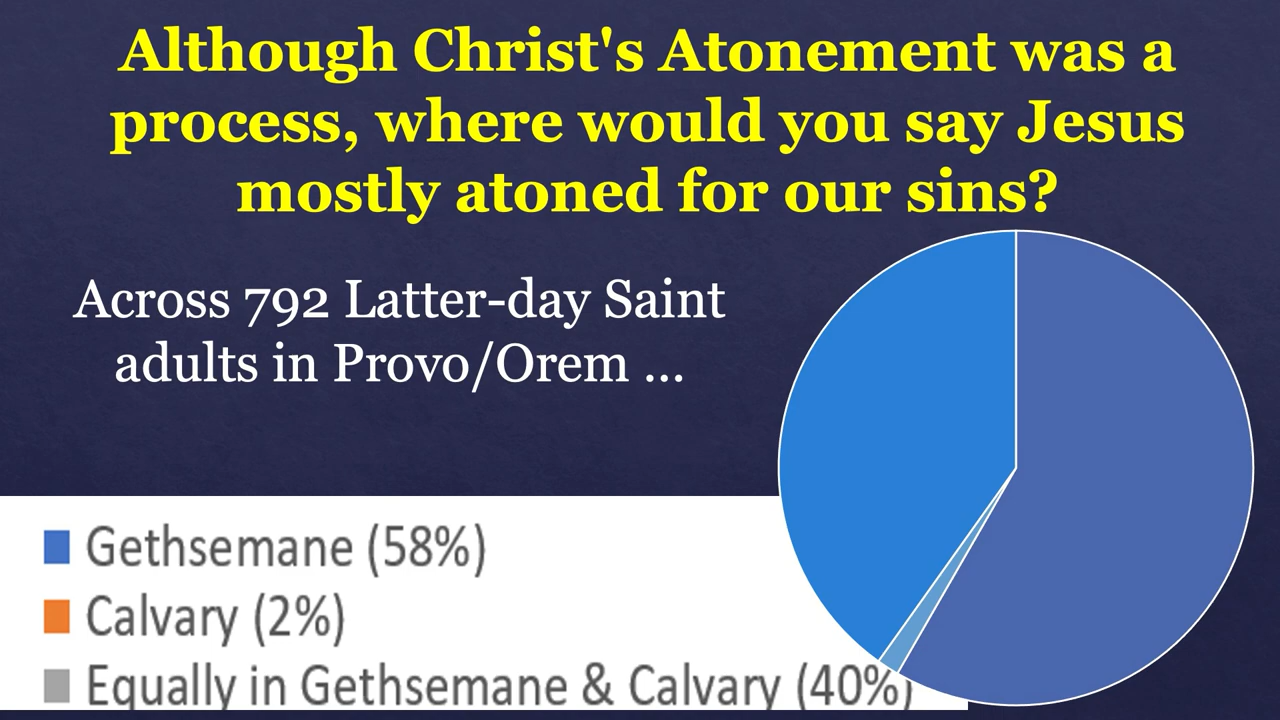 Although Christ's Atonement was a
process, where would you say Jesus
mostly atoned for our sins?
Across 792 Latter-day Saint
adults in Provo/Orem ...
Gethsemane (58%)
Calvary (2%)
Equally in Gethsemane & Calvary (40%)